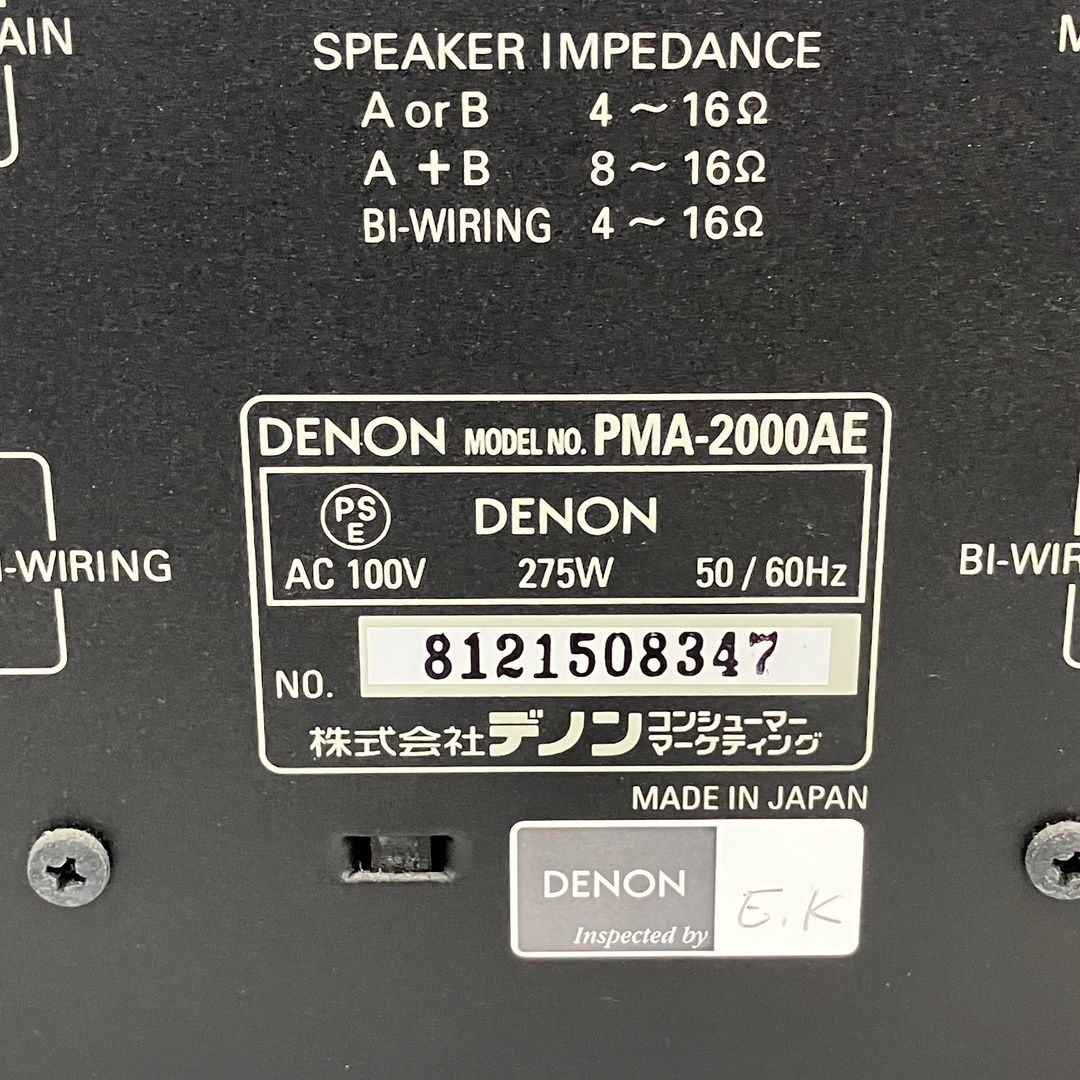 AIN
SPEAKER IMPEDANCE
A or B 4 ~ 16Ω
A + B 8 ~ 16Ω
BI-WIRING 4 ~ 16Ω
DENON MODEL NO. PMA-2000AE
PSE DENON
AC 100V 275W 50 / 60Hz
I-WIRING
BI-WIR
NO. 8121508347
株式会社デノン コンシューマー
マーケティング
MADE IN JAPAN
DENON
E.K
Inspected by